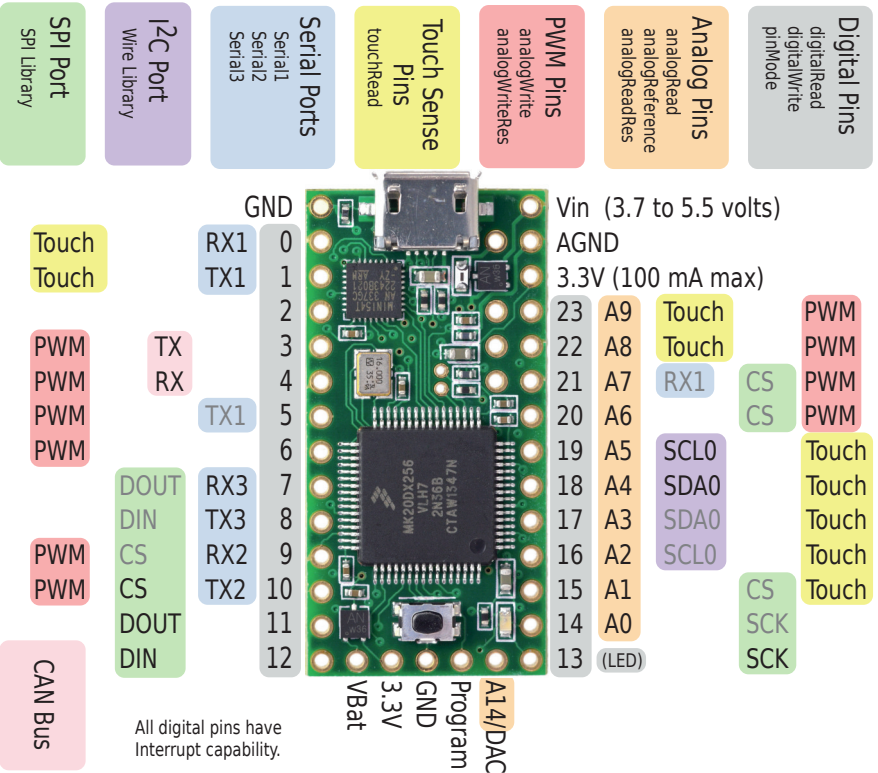 SPI Port
SPI Library
I2C Port
Wire Library
Serial Ports
Serial1
Serial2
Serial3
Touch Sense
Pins
touchRead
PWM Pins
analogWrite
analogWriteRes
Analog Pins
analogRead
analogReference
analogReadRes
Digital Pins
digitalRead
digitalWrite
pinMode
GND Vin (3.7 to 5.5 volts)
Touch RX1 0 AGND
Touch TX1 1 3.3V (100 mA max)
2 23 A9 Touch PWM
PWM TX 3 22 A8 Touch PWM
PWM RX 4 21 A7 RX1 CS PWM
PWM TX1 5 20 A6 CS PWM
PWM 6 19 A5 SCL0 Touch
DOUT RX3 7 18 A4 SDA0 Touch
DIN TX3 8 17 A3 SDA0 Touch
PWM CS RX2 9 16 A2 SCL0 Touch
PWM CS TX2 10 15 A1 CS Touch
DOUT 11 14 A0 SCK
DIN 12 13 (LED) SCK
MK20DX256
VLH7
2N36B
CTAW1347N
16.000
CAN Bus
All digital pins have
Interrupt capability.
VBat
3.3V
GND
Program
A14/DAC